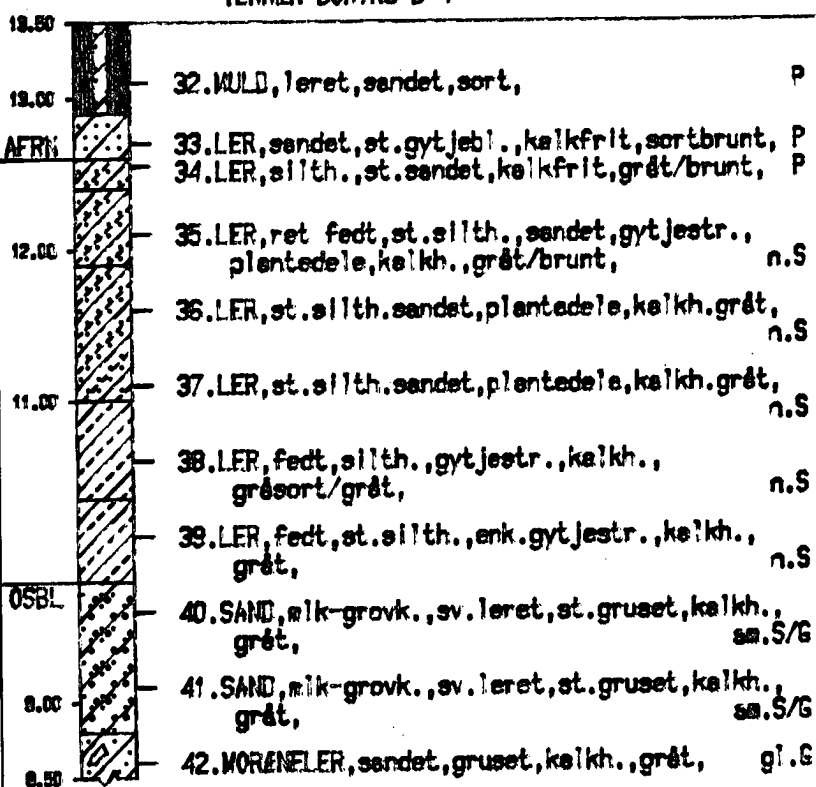 13.50
32.MULD,leret,sandet,sort, P
13.00
AFRN
33.LER,sandet,st.gytjebl.,kalkfrit,sortbrunt, P
34.LER,silth.,st.sandet,kalkfrit,gråt/brunt, P
35.LER,ret fedt,st.silth.,sandet,gytjestr.,
12.00
plantedele,kalkh.,gråt/brunt, n.S
36.LER,st.silth.sandet,plantedele,kalkh.gråt,
n.S
37.LER,st.silth.sandet,plantedele,kalkh.gråt,
11.00
n.S
38.LER,fedt,silth.,gytjestr.,kalkh.,
gråsort/gråt, n.S
39.LER,fedt,st.silth.,enk.gytjestr.,kalkh.,
gråt, n.S
OSBL
40.SAND,mlk-grovk.,sv.leret,st.gruset,kalkh.,
gråt, sm.S/G
41.SAND,mlk-grovk.,sv.leret,st.gruset,kalkh.,
9.00
gråt, sm.S/G
42.MORÆNELER,sandet,gruset,kalkh.,gråt, gl.G
8.50